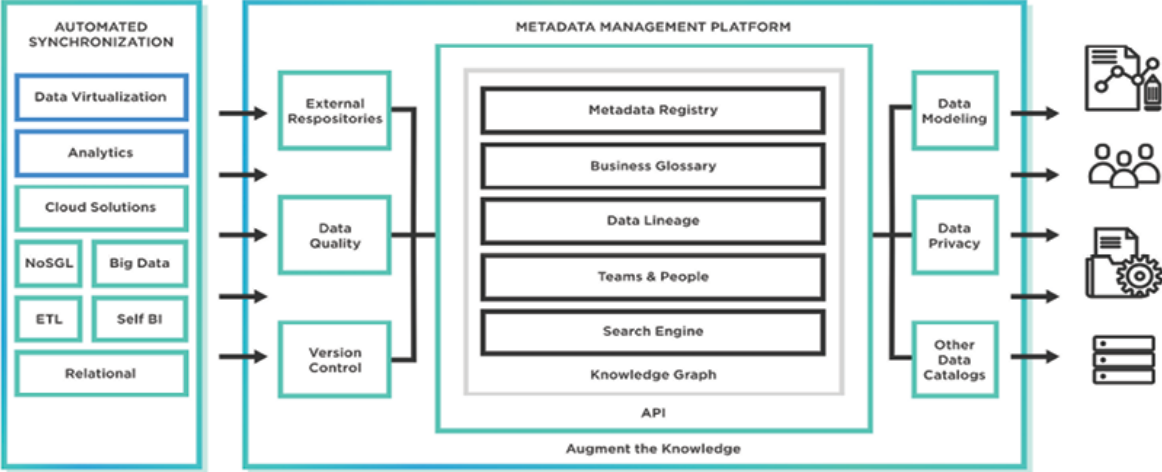 AUTOMATED
SYNCHRONIZATION
Data Virtualization
Analytics
Cloud Solutions
NoSGL
Big Data
ETL
Self BI
Relational
METADATA MANAGEMENT PLATFORM
External
Respositories
Data
Quality
Version
Control
Metadata Registry
Business Glossary
Data Lineage
Teams & People
Search Engine
Knowledge Graph
API
Augment the Knowledge
Data
Modeling
Data
Privacy
Other
Data
Catalogs